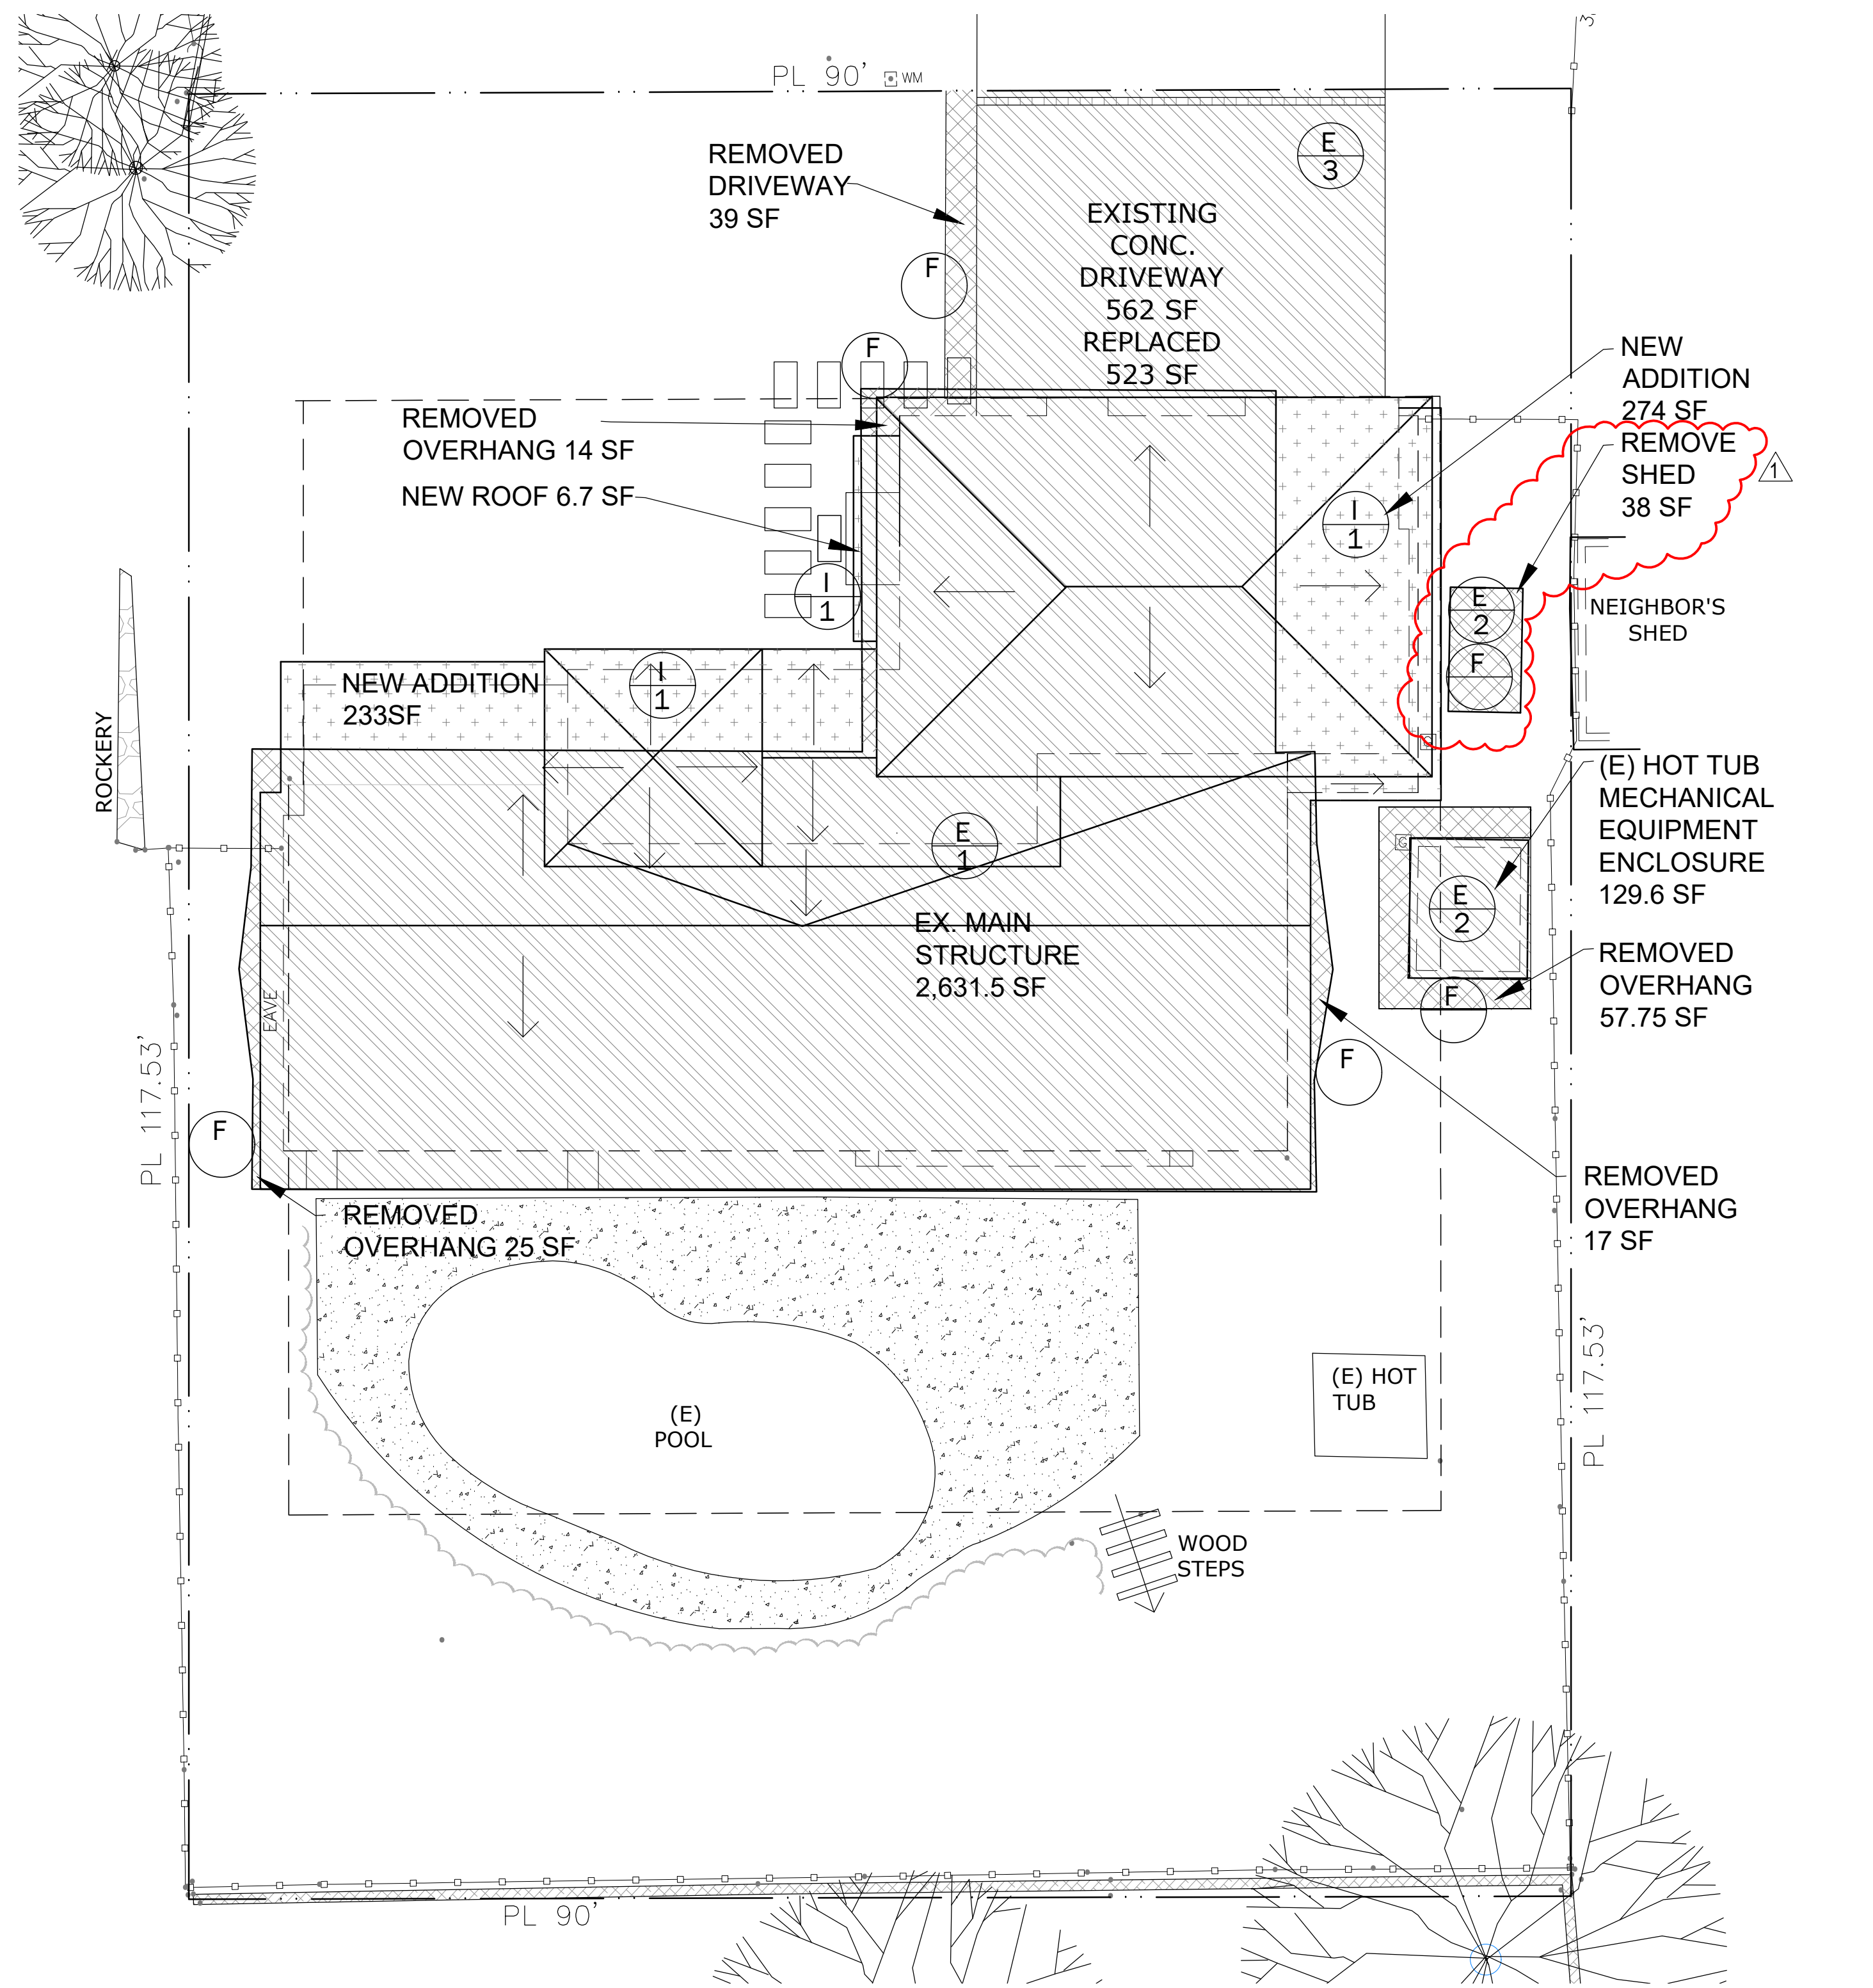 PL 90'
WM
REMOVED
DRIVEWAY
39 SF
E
3
EXISTING
CONC.
DRIVEWAY
562 SF
REPLACED
523 SF
F
F
NEW
ADDITION
274 SF
REMOVE
SHED
38 SF
1
REMOVED
OVERHANG 14 SF
NEW ROOF 6.7 SF
I
1
I
1
E
2
F
NEIGHBOR'S
SHED
NEW ADDITION
233SF
I
1
ROCKERY
E
1
(E) HOT TUB
MECHANICAL
EQUIPMENT
ENCLOSURE
129.6 SF
G
E
2
EX. MAIN
STRUCTURE
2,631.5 SF
REMOVED
OVERHANG
57.75 SF
F
EAVE
F
PL 117.53'
F
REMOVED
OVERHANG
17 SF
REMOVED
OVERHANG 25 SF
(E) HOT
TUB
PL 117.53'
(E)
POOL
WOOD
STEPS
PL 90'